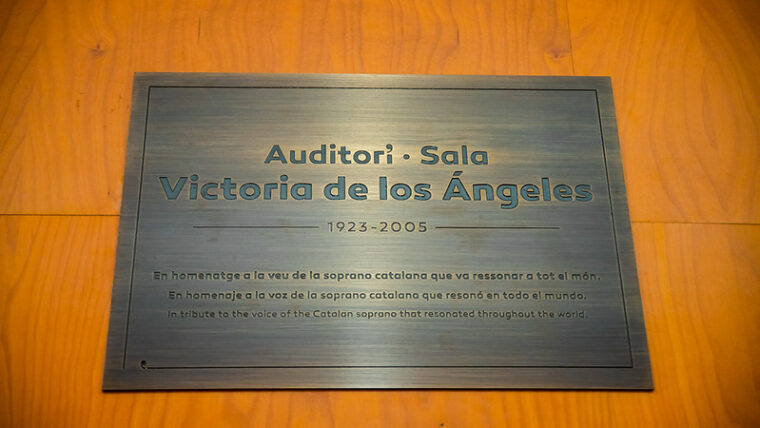 Auditori · Sala
Victoria de los Ángeles
1923-2005
En homenatge a la veu de la soprano catalana que va ressonar a tot el món.
En homenaje a la voz de la soprano catalana que resonó en todo el mundo.
In tribute to the voice of the Catalan soprano that resonated throughout the world.